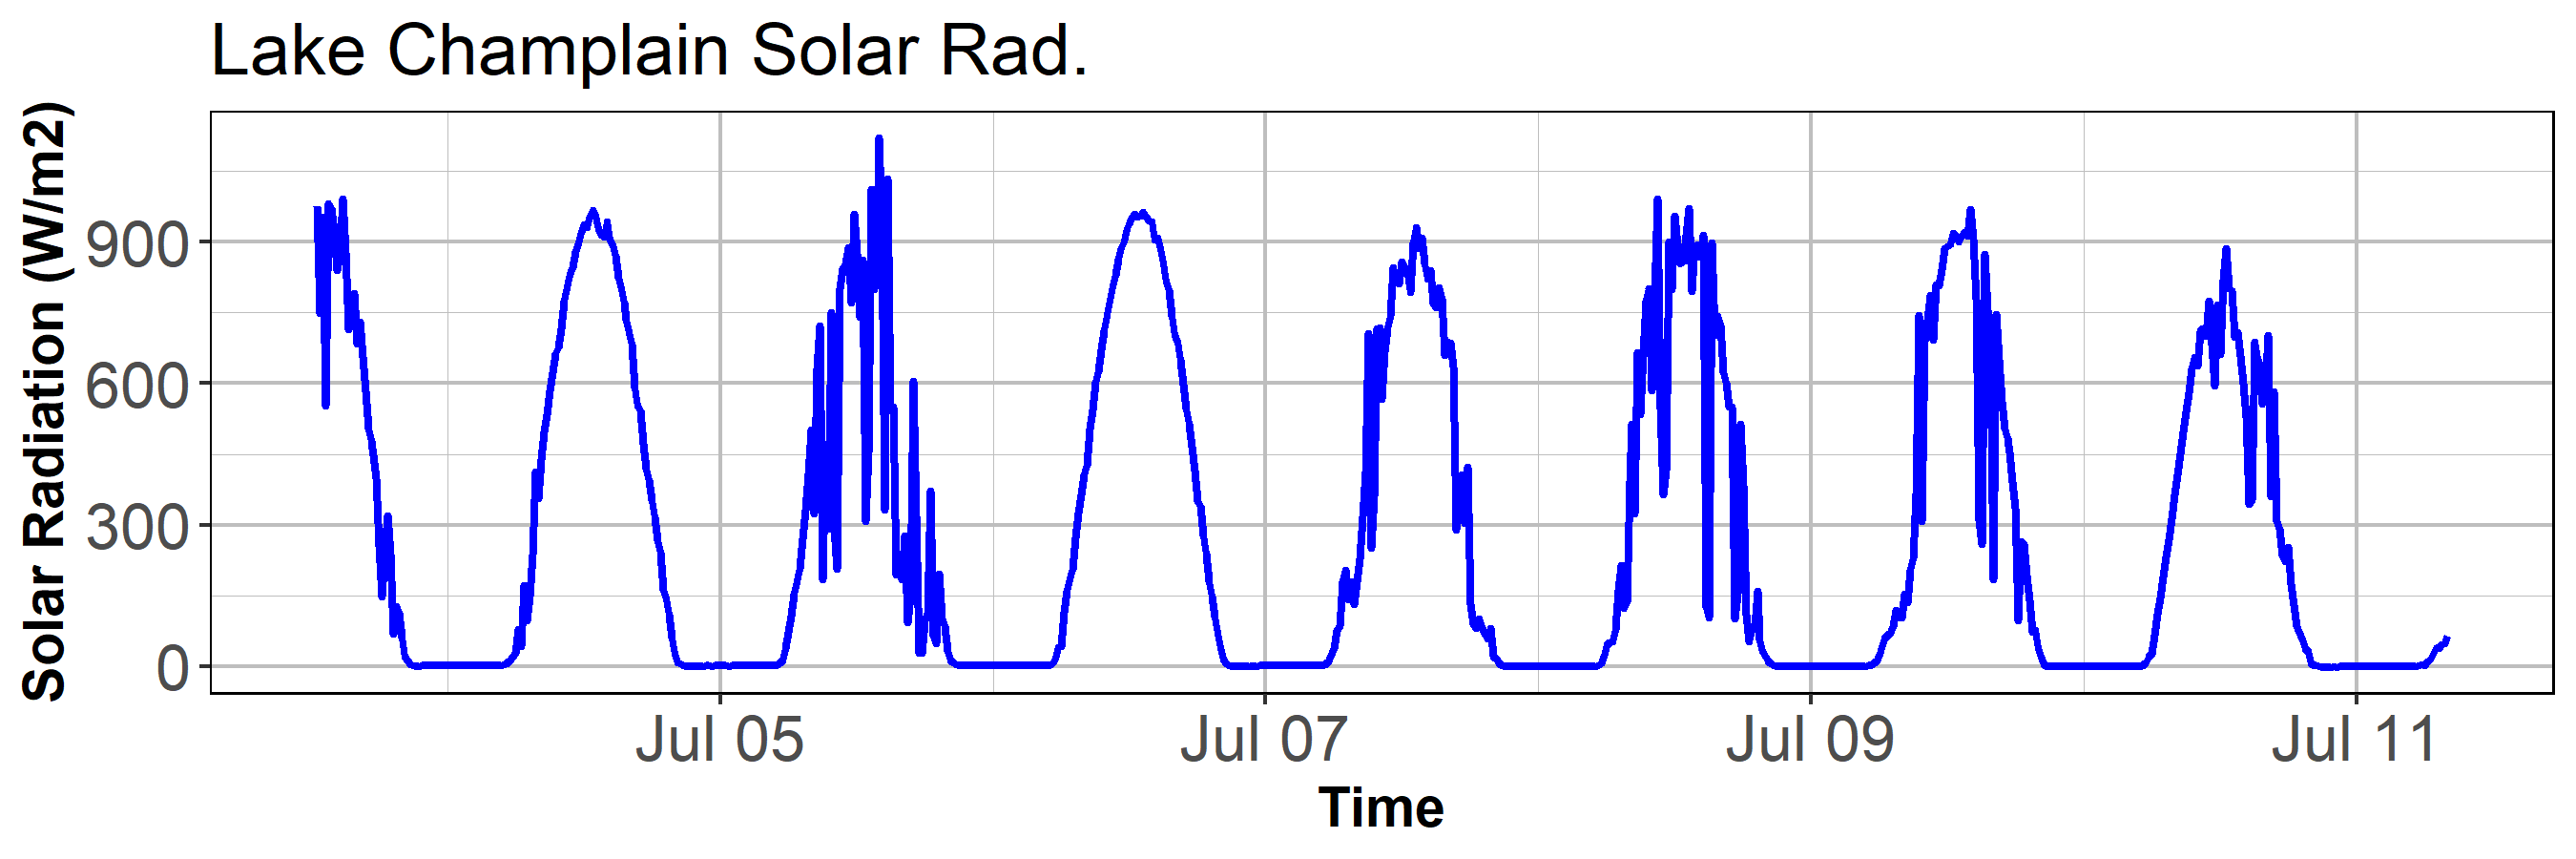 Lake Champlain Solar Rad.
Solar Radiation (W/m2)
900
600
300
0
Jul 05 Jul 07 Jul 09 Jul 11
Time